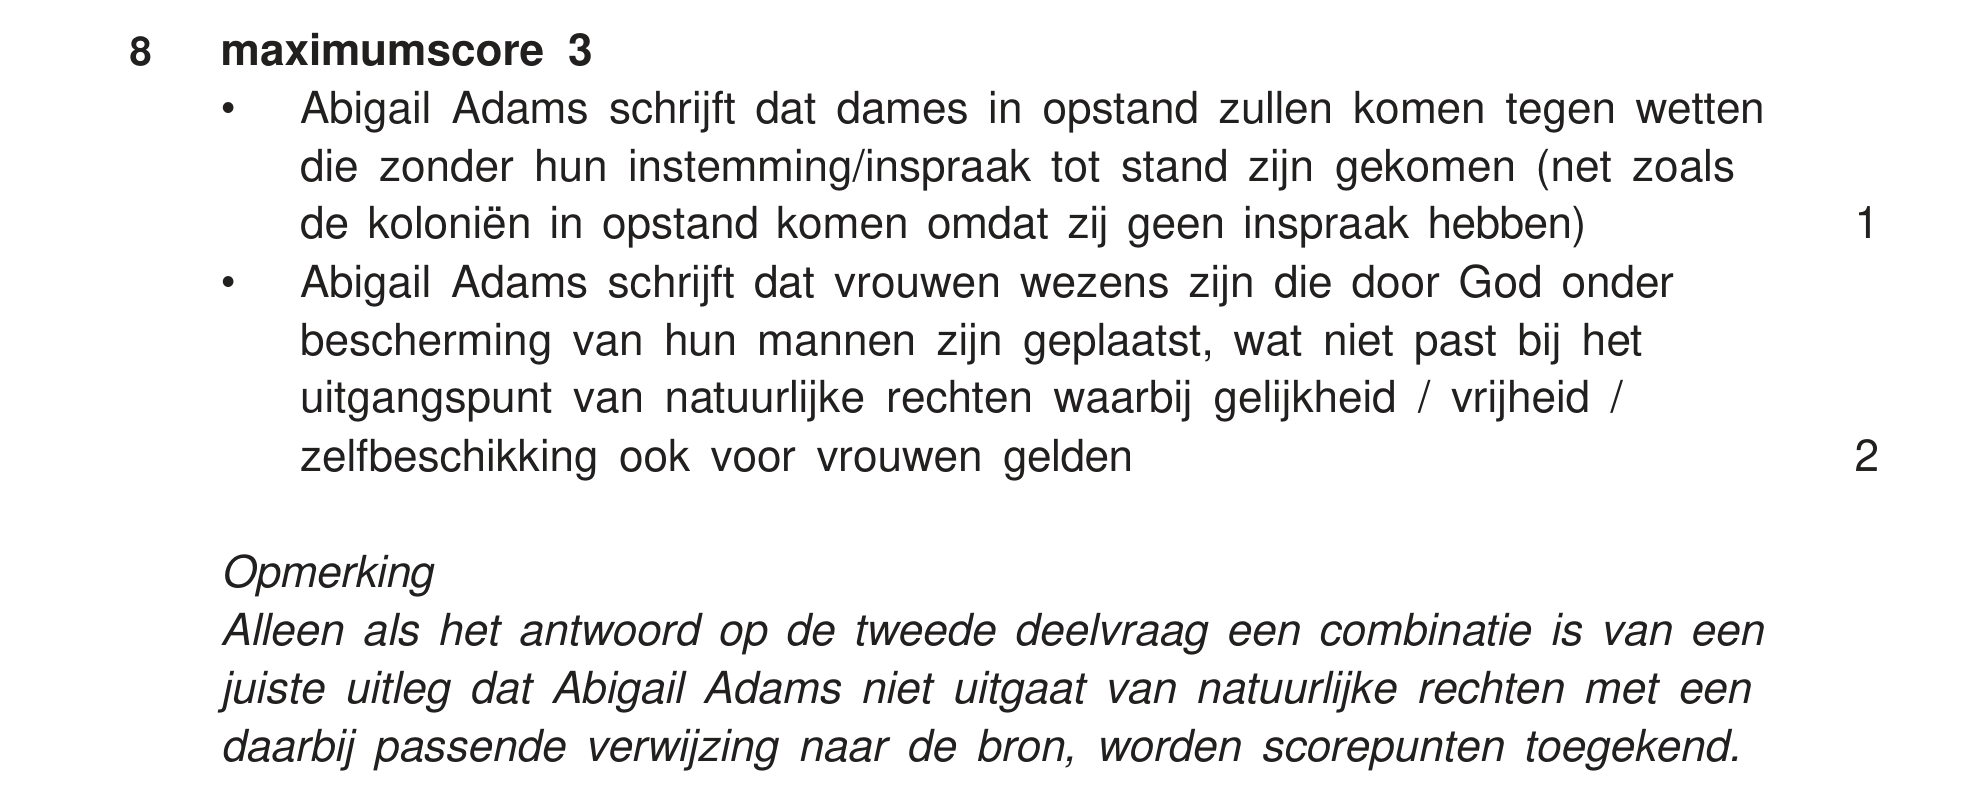 8 maximumscore 3
• Abigail Adams schrijft dat dames in opstand zullen komen tegen wetten
die zonder hun instemming/inspraak tot stand zijn gekomen (net zoals
de koloniën in opstand komen omdat zij geen inspraak hebben) 1
• Abigail Adams schrijft dat vrouwen wezens zijn die door God onder
bescherming van hun mannen zijn geplaatst, wat niet past bij het
uitgangspunt van natuurlijke rechten waarbij gelijkheid / vrijheid /
zelfbeschikking ook voor vrouwen gelden 2
Opmerking
Alleen als het antwoord op de tweede deelvraag een combinatie is van een
juiste uitleg dat Abigail Adams niet uitgaat van natuurlijke rechten met een
daarbij passende verwijzing naar de bron, worden scorepunten toegekend.